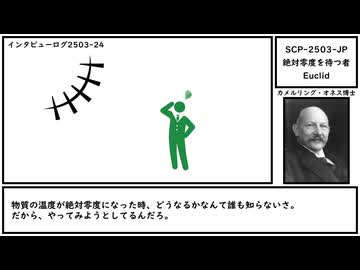 インタビューログ2503-24
SCP-2503-JP
絶対零度を待つ者
Euclid
カメルリング・オネス博士
物質の温度が絶対零度になった時、どうなるかなんて誰も知らないさ。
だから、やってみようとしてるんだろ。